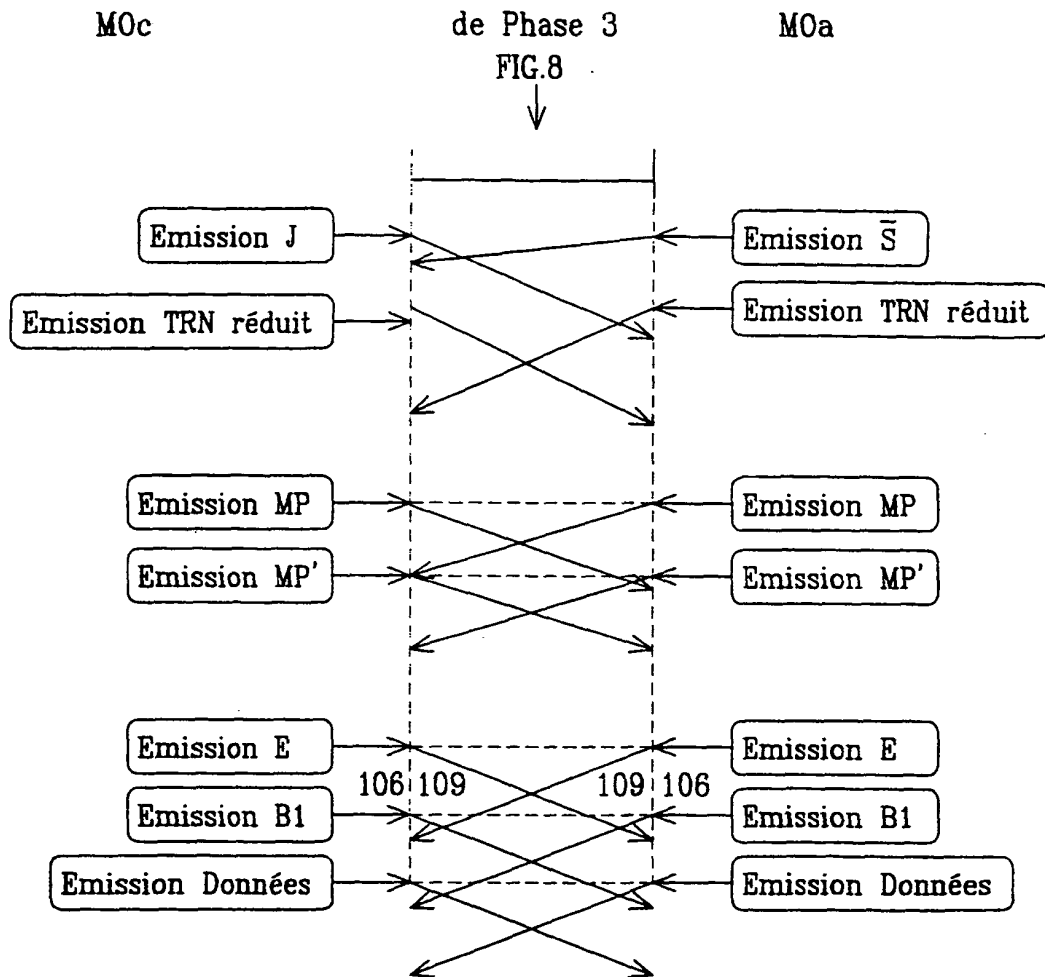 MOc de Phase 3 MOa
FIG.8
Emission J Emission S̅
Emission TRN réduit Emission TRN réduit
Emission MP Emission MP
Emission MP' Emission MP'
Emission E Emission E
106 109 109 106
Emission B1 Emission B1
Emission Données Emission Données